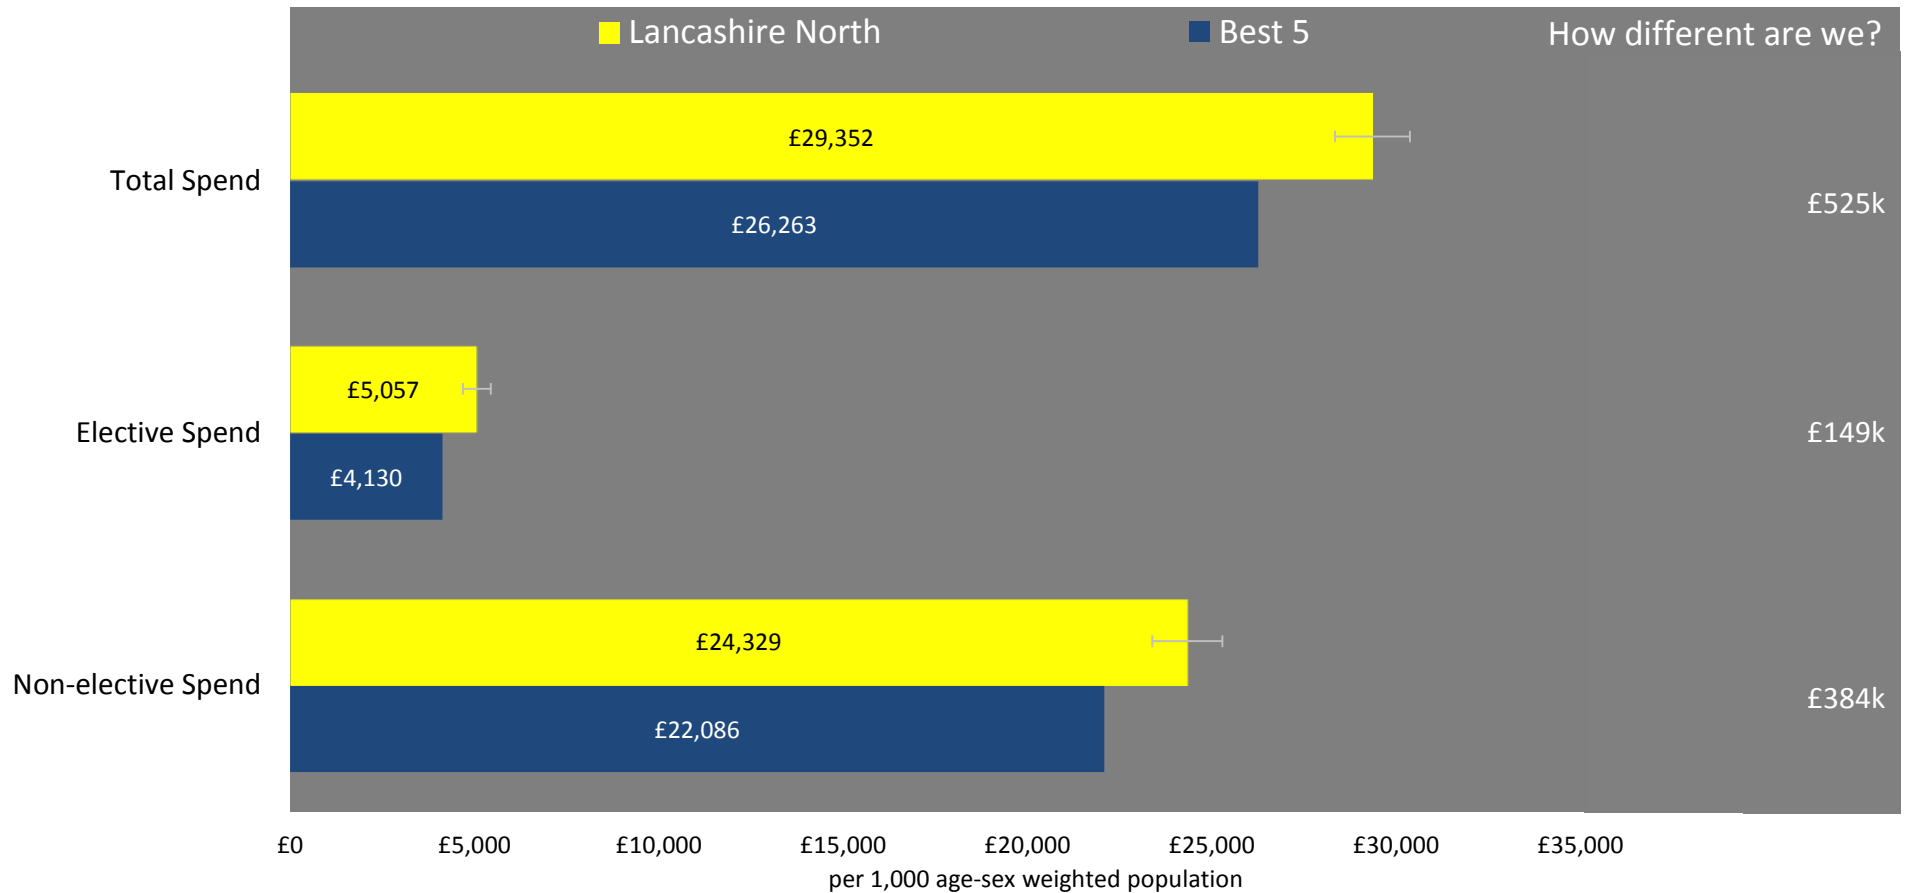 Lancashire North
Best 5
How different are we?
Total Spend
£29,352
£26,263
£525k
Elective Spend
£5,057
£4,130
£149k
Non-elective Spend
£24,329
£22,086
£384k
£0 £5,000 £10,000 £15,000 £20,000 £25,000 £30,000 £35,000
per 1,000 age-sex weighted population